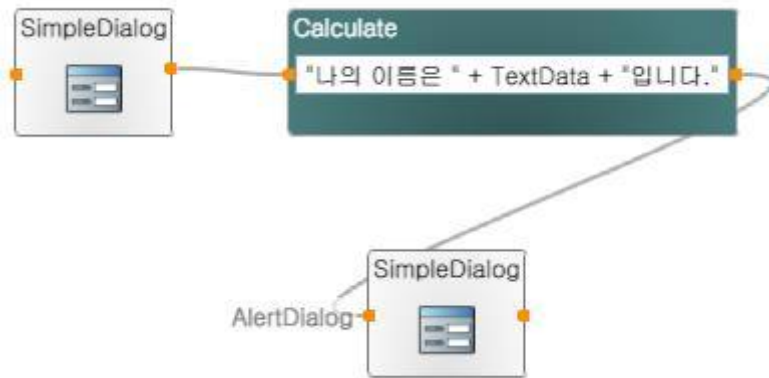 SimpleDialog
Calculate
"나의 이름은 " + TextData + "입니다."
SimpleDialog
AlertDialog